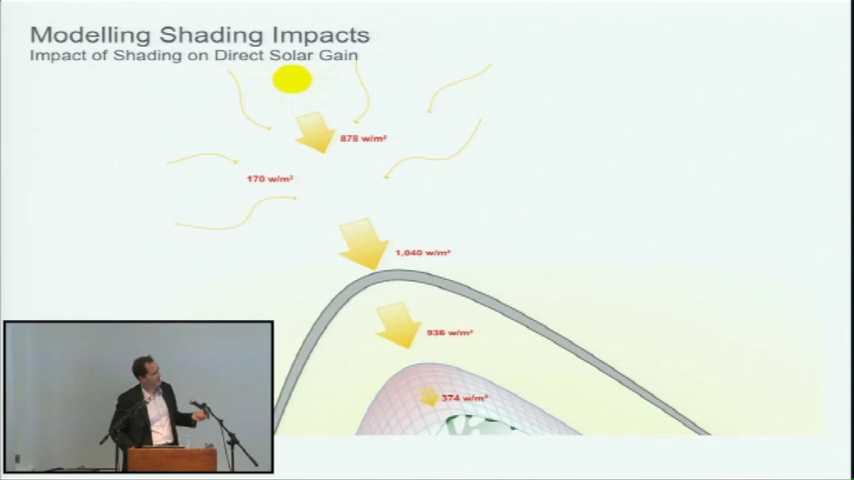 Modelling Shading Impacts
Impact of Shading on Direct Solar Gain
878 w/m²
170 w/m²
1,040 w/m²
936 w/m²
374 w/m²